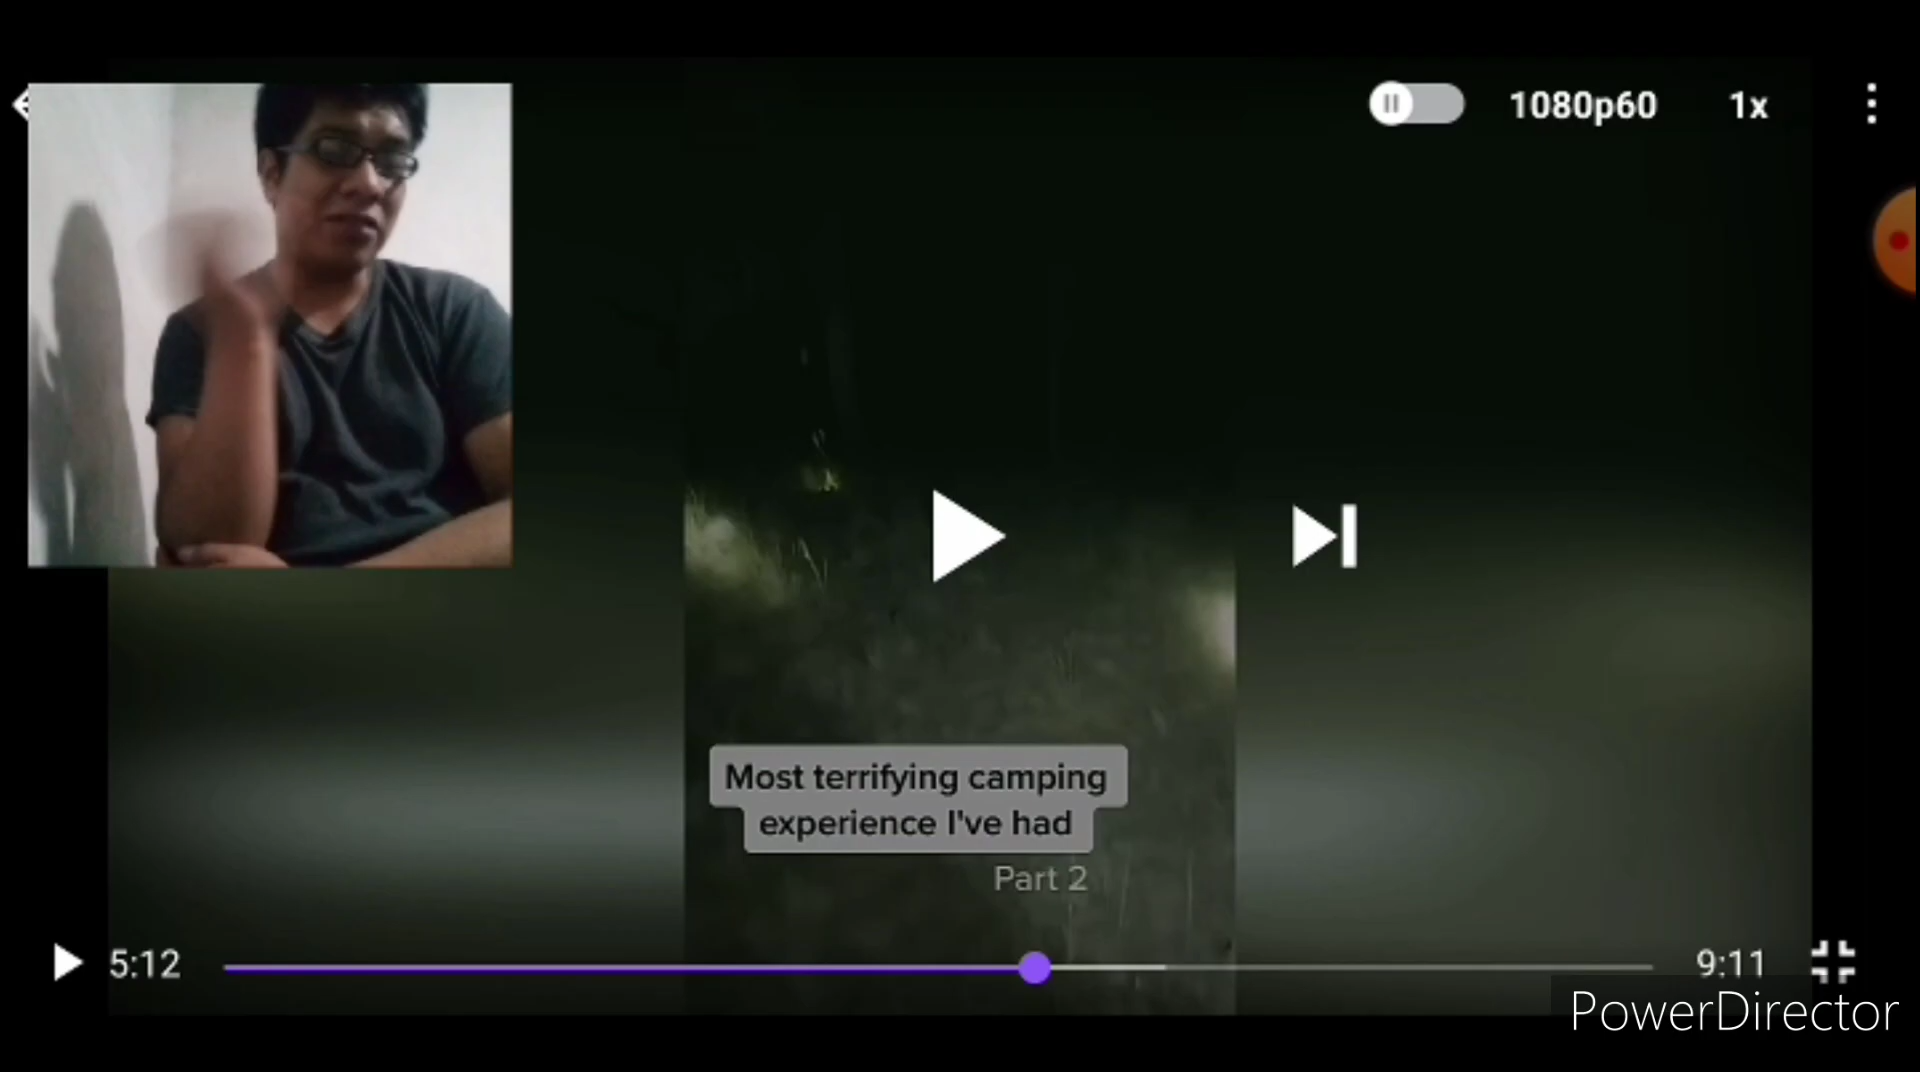 1080p60 1x
Most terrifying camping
experience I've had
Part 2
5:12 9:11
PowerDirector